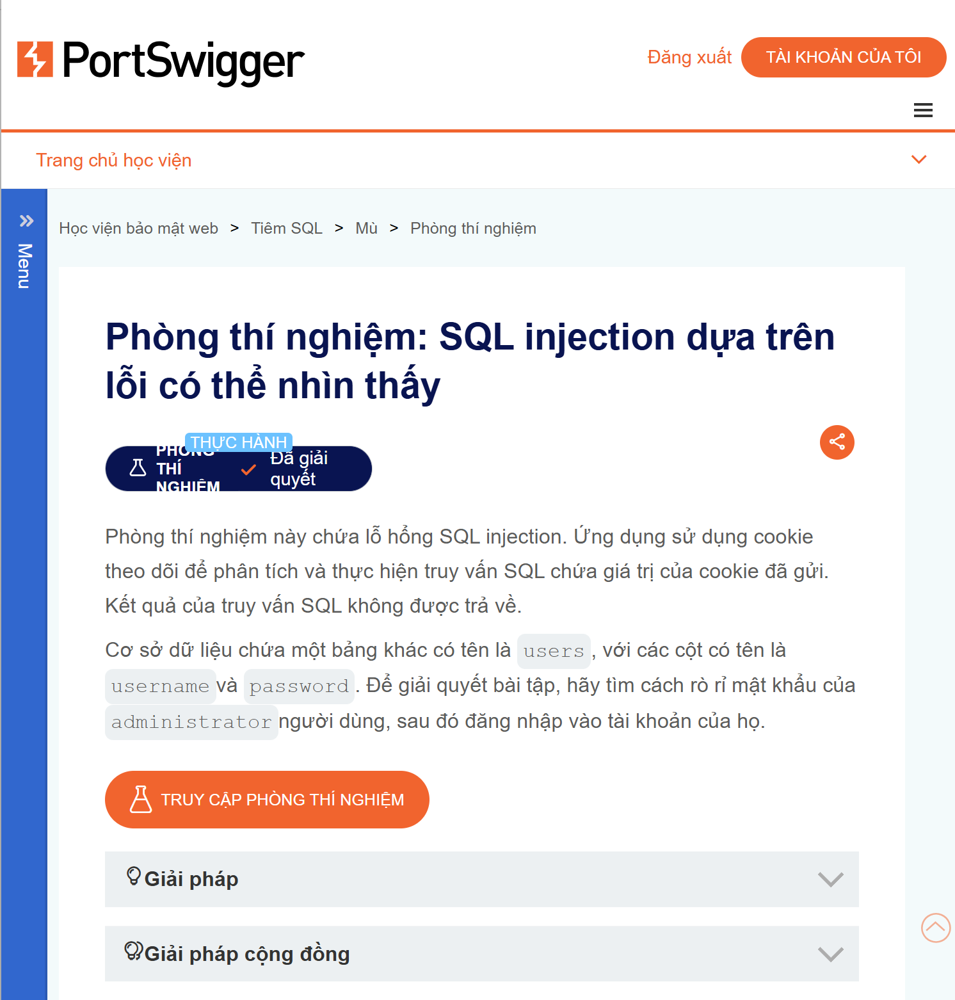 PortSwigger
Đăng xuất
TÀI KHOẢN CỦA TÔI
Trang chủ học viện
Menu
Học viện bảo mật web > Tiêm SQL > Mù > Phòng thí nghiệm
Phòng thí nghiệm: SQL injection dựa trên
lỗi có thể nhìn thấy
THỰC HÀNH
PHÒNG
THÍ
NGHIỆM
Đã giải
quyết
Phòng thí nghiệm này chứa lỗ hổng SQL injection. Ứng dụng sử dụng cookie
theo dõi để phân tích và thực hiện truy vấn SQL chứa giá trị của cookie đã gửi.
Kết quả của truy vấn SQL không được trả về.
Cơ sở dữ liệu chứa một bảng khác có tên là users, với các cột có tên là
username và password. Để giải quyết bài tập, hãy tìm cách rò rỉ mật khẩu của
administrator người dùng, sau đó đăng nhập vào tài khoản của họ.
TRUY CẬP PHÒNG THÍ NGHIỆM
Giải pháp
Giải pháp cộng đồng